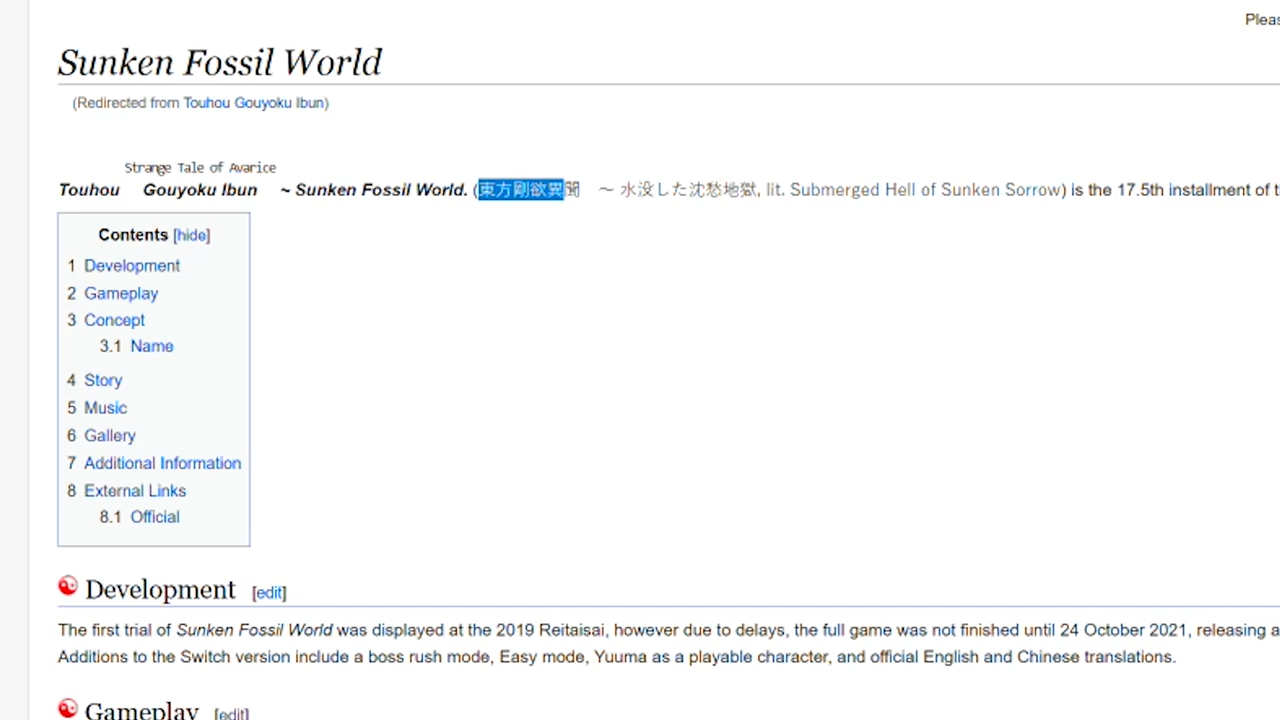 Pleas
Sunken Fossil World
(Redirected from Touhou Gouyoku Ibun)
Strange Tale of Avarice
Touhou Gouyoku Ibun ~ Sunken Fossil World. (東方剛欲異聞 ～ 水没した沈愁地獄, lit. Submerged Hell of Sunken Sorrow) is the 17.5th installment of t
Contents [hide]
1 Development
2 Gameplay
3 Concept
3.1 Name
4 Story
5 Music
6 Gallery
7 Additional Information
8 External Links
8.1 Official
Development [edit]
The first trial of Sunken Fossil World was displayed at the 2019 Reitaisai, however due to delays, the full game was not finished until 24 October 2021, releasing a
Additions to the Switch version include a boss rush mode, Easy mode, Yuuma as a playable character, and official English and Chinese translations.
Gameplay [edit]